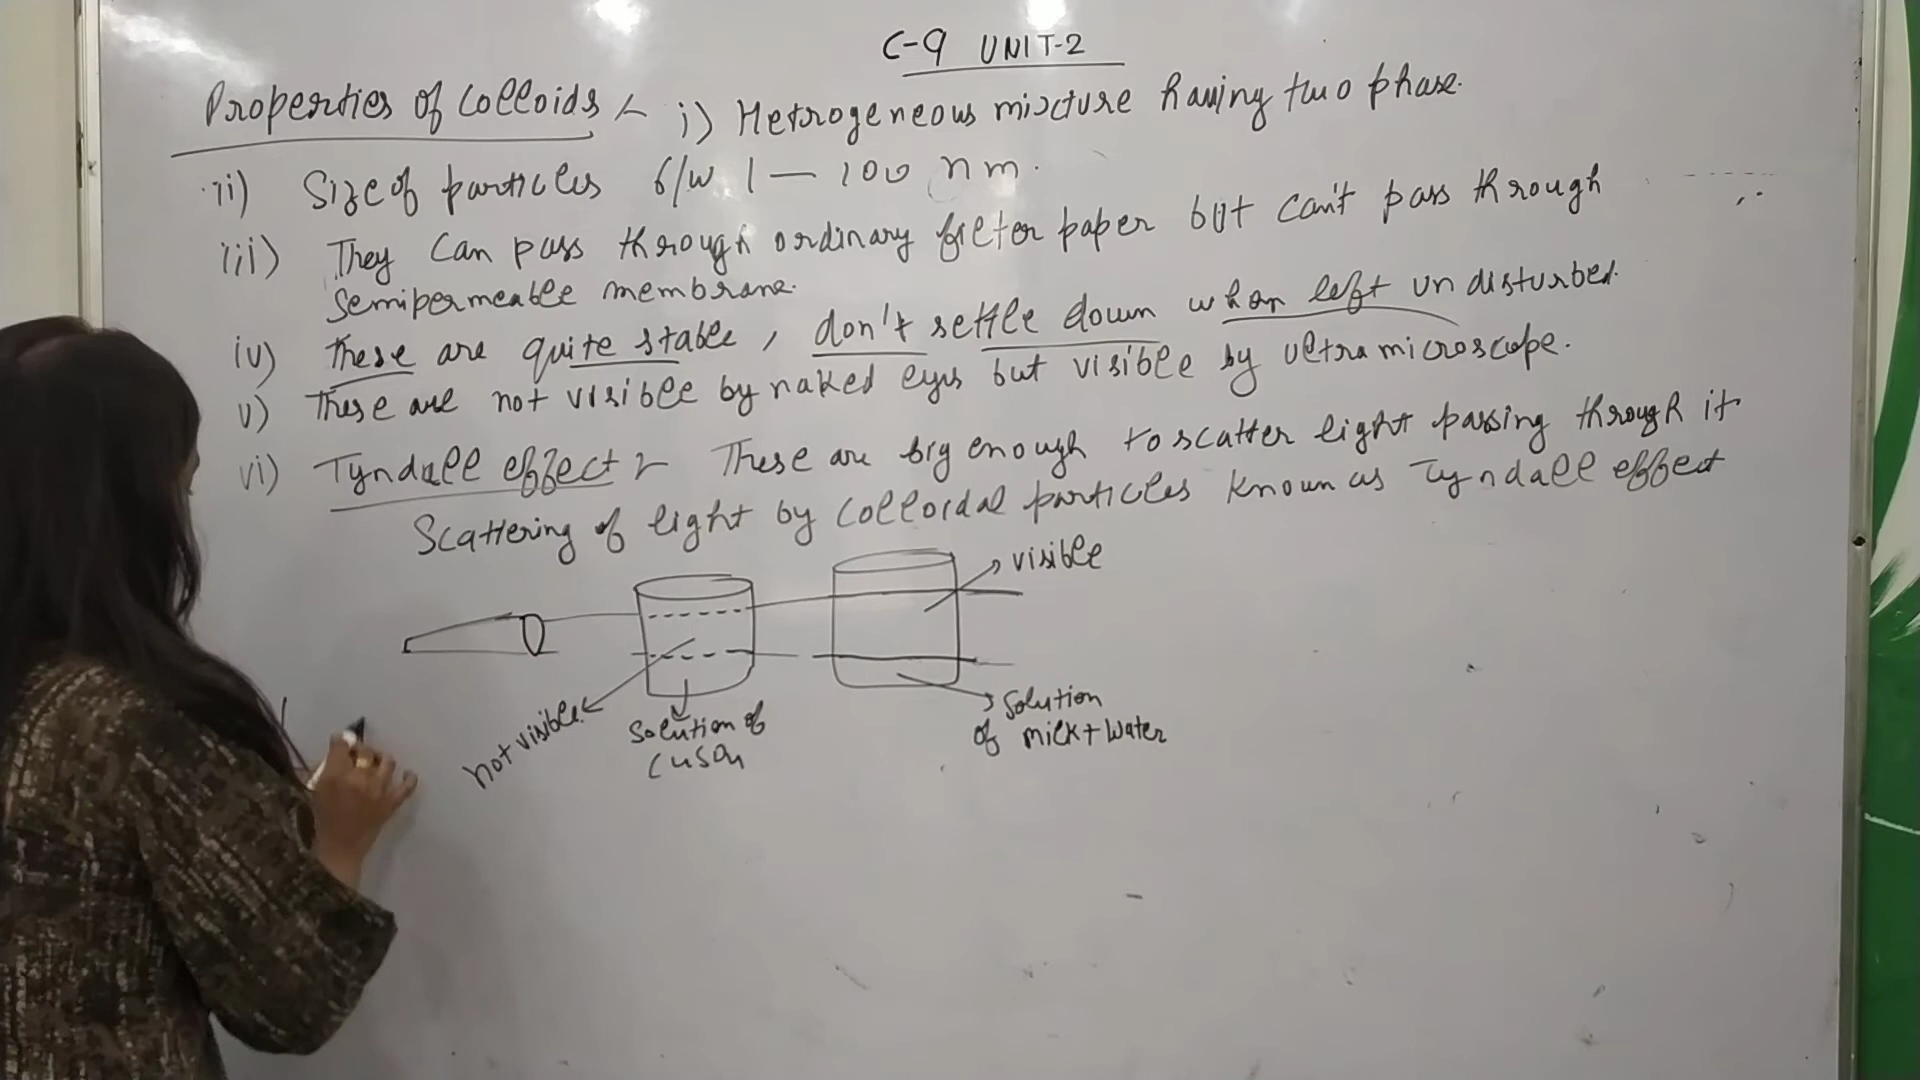 C-9 UNIT-2
Properties of Colloids :- i) Hetrogeneous mixture having two phase.
ii) Size of particles b/w 1 — 100 nm.
iii) They can pass through ordinary filter paper but can't pass through
semipermeable membrane.
iv) These are quite stable, don't settle down when left undisturbed.
v) These are not visible by naked eyes but visible by ultramicroscope.
vi) Tyndall effect :- These are big enough to scatter light passing through it
Scattering of light by colloidal particles known as Tyndall effect
visible
not visible
Solution of
CuSO4
Solution
of milk + water